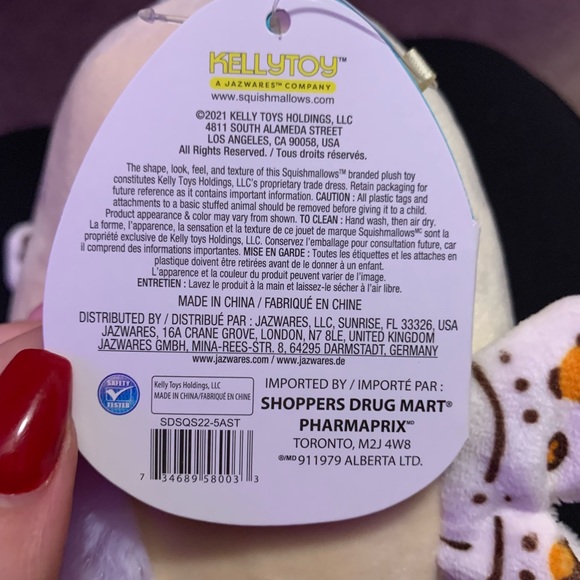 KELLYTOY™
A JAZWARES™ COMPANY
www.squishmallows.com
©2021 KELLY TOYS HOLDINGS, LLC
4811 SOUTH ALAMEDA STREET
LOS ANGELES, CA 90058, USA
All Rights Reserved. / Tous droits réservés.
The shape, look, feel, and texture of this Squishmallows™ branded plush toy
constitutes Kelly Toys Holdings, LLC's proprietary trade dress. Retain packaging for
future reference as it contains important information. CAUTION : All plastic tags and
attachments to a basic stuffed animal should be removed before giving it to a child.
Product appearance & color may vary from shown. TO CLEAN : Hand wash, then air dry.
La forme, l'apparence, la sensation et la texture de ce jouet de marque Squishmallows ᴹᶜ sont la
propriété exclusive de Kelly toys Holdings, LLC. Conservez l'emballage pour consultation future, car
il comprend des informations importantes. MISE EN GARDE : Toutes les étiquettes et les attaches en
plastique doivent être retirées avant de le donner à un enfant.
L'apparence et la couleur du produit peuvent varier de l'image.
ENTRETIEN : Lavez le produit à la main et laissez-le sécher à l'air libre.
MADE IN CHINA / FABRIQUÉ EN CHINE
DISTRIBUTED BY / DISTRIBUÉ PAR : JAZWARES, LLC, SUNRISE, FL 33326, USA
JAZWARES, 16A CRANE GROVE, LONDON, N7 8LE, UNITED KINGDOM
JAZWARES GMBH, MINA-REES-STR. 8, 64295 DARMSTADT, GERMANY
www.jazwares.com / www.jazwares.de
SAFETY
TESTED
Kelly Toys Holdings, LLC
MADE IN CHINA/FABRIQUÉ EN CHINE
SDSQS22-5AST
7 34689 58003 3
IMPORTED BY / IMPORTÉ PAR :
SHOPPERS DRUG MART®
PHARMAPRIX ᴹᴰ
TORONTO, M2J 4W8
®/MD 911979 ALBERTA LTD.